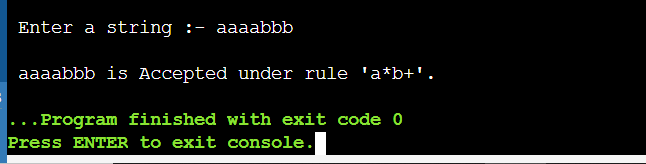 Enter a string :- aaaabbb
aaaabbb is Accepted under rule 'a*b+'.
...Program finished with exit code 0
Press ENTER to exit console.